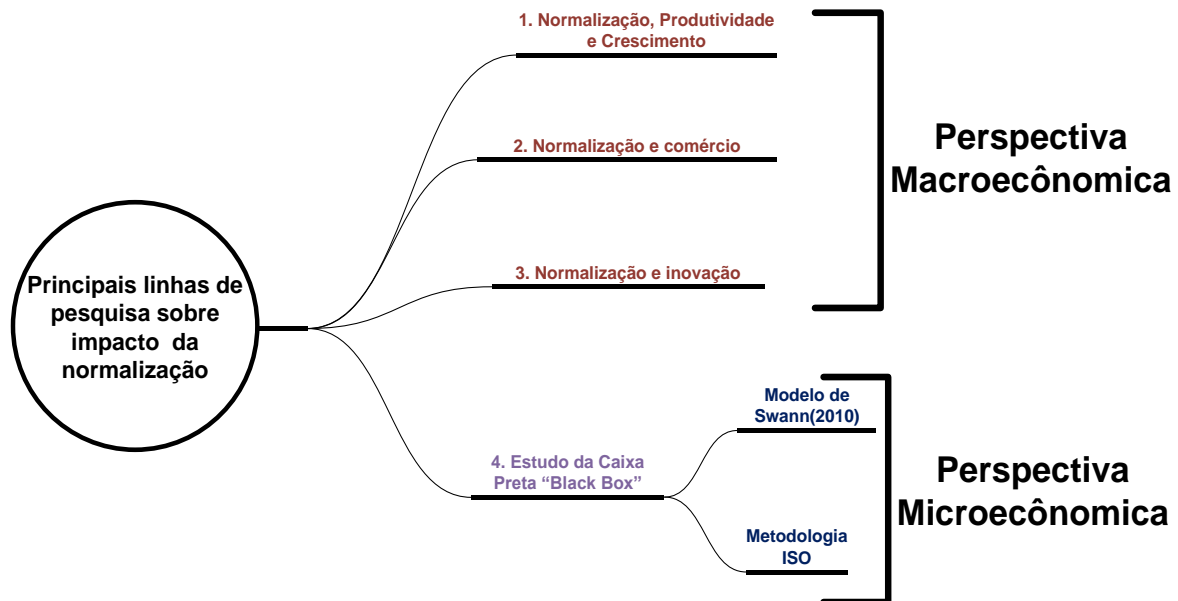 1. Normalização, Produtividade
e Crescimento
2. Normalização e comércio
3. Normalização e inovação
Perspectiva
Macroecônomica
Principais linhas de
pesquisa sobre
impacto da
normalização
4. Estudo da Caixa
Preta “Black Box”
Modelo de
Swann(2010)
Metodologia
ISO
Perspectiva
Microecônomica